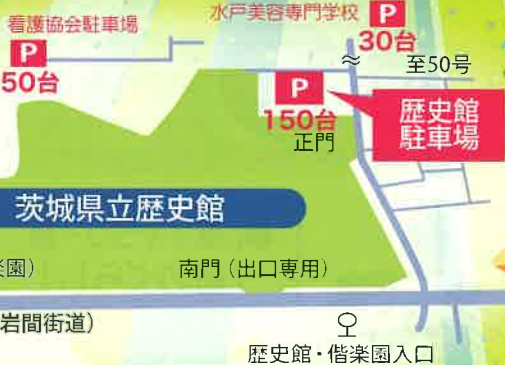 看護協会駐車場
P
50台
水戸美容専門学校
P
30台
至50号
P
150台
正門
歴史館
駐車場
茨城県立歴史館
楽園)
南門(出口専用)
岩間街道)
歴史館・偕楽園入口